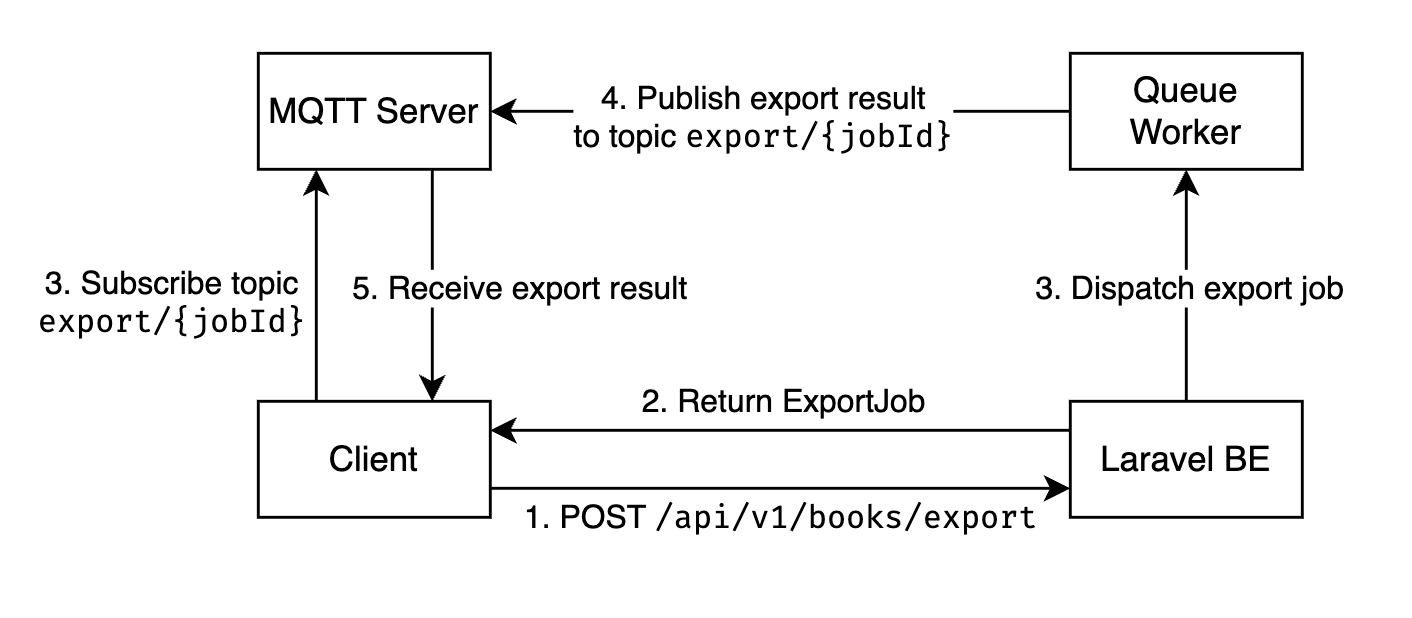 MQTT Server
4. Publish export result
to topic export/{jobId}
Queue
Worker
3. Subscribe topic
export/{jobId}
5. Receive export result
3. Dispatch export job
2. Return ExportJob
Client
Laravel BE
1. POST /api/v1/books/export